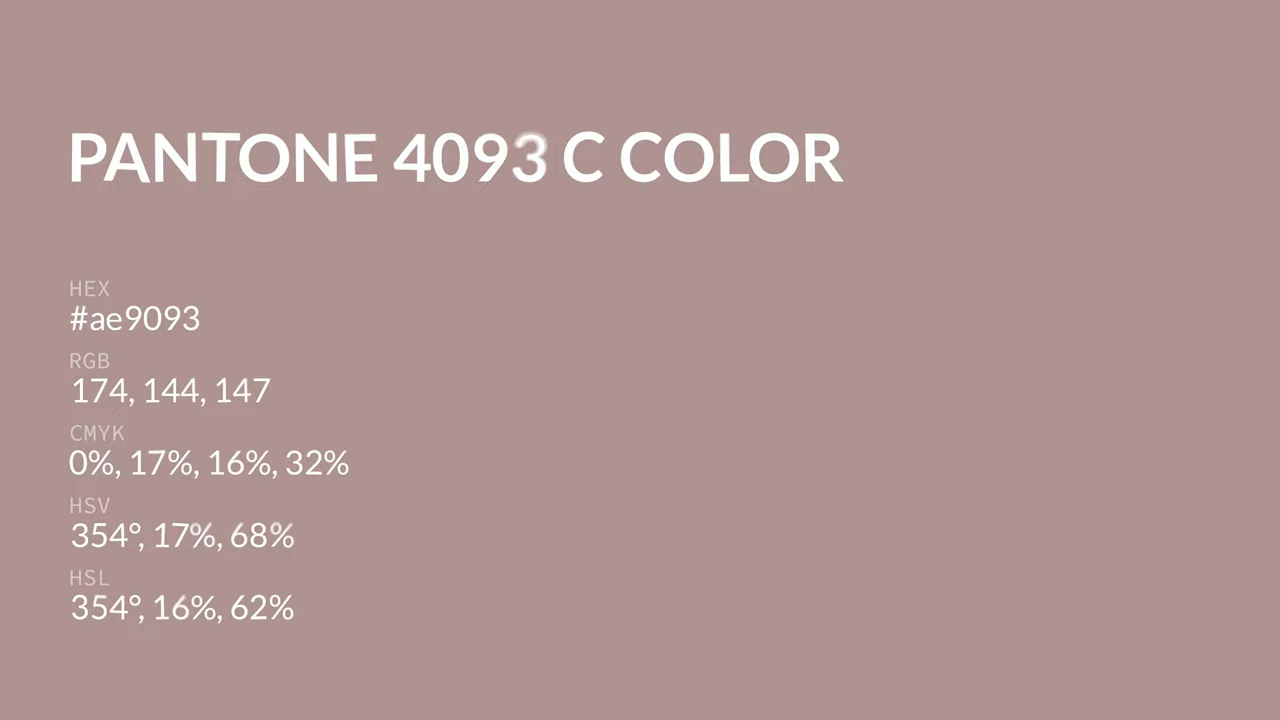 PANTONE 4093 C COLOR
HEX
#ae9093
RGB
174, 144, 147
CMYK
0%, 17%, 16%, 32%
HSV
354°, 17%, 68%
HSL
354°, 16%, 62%